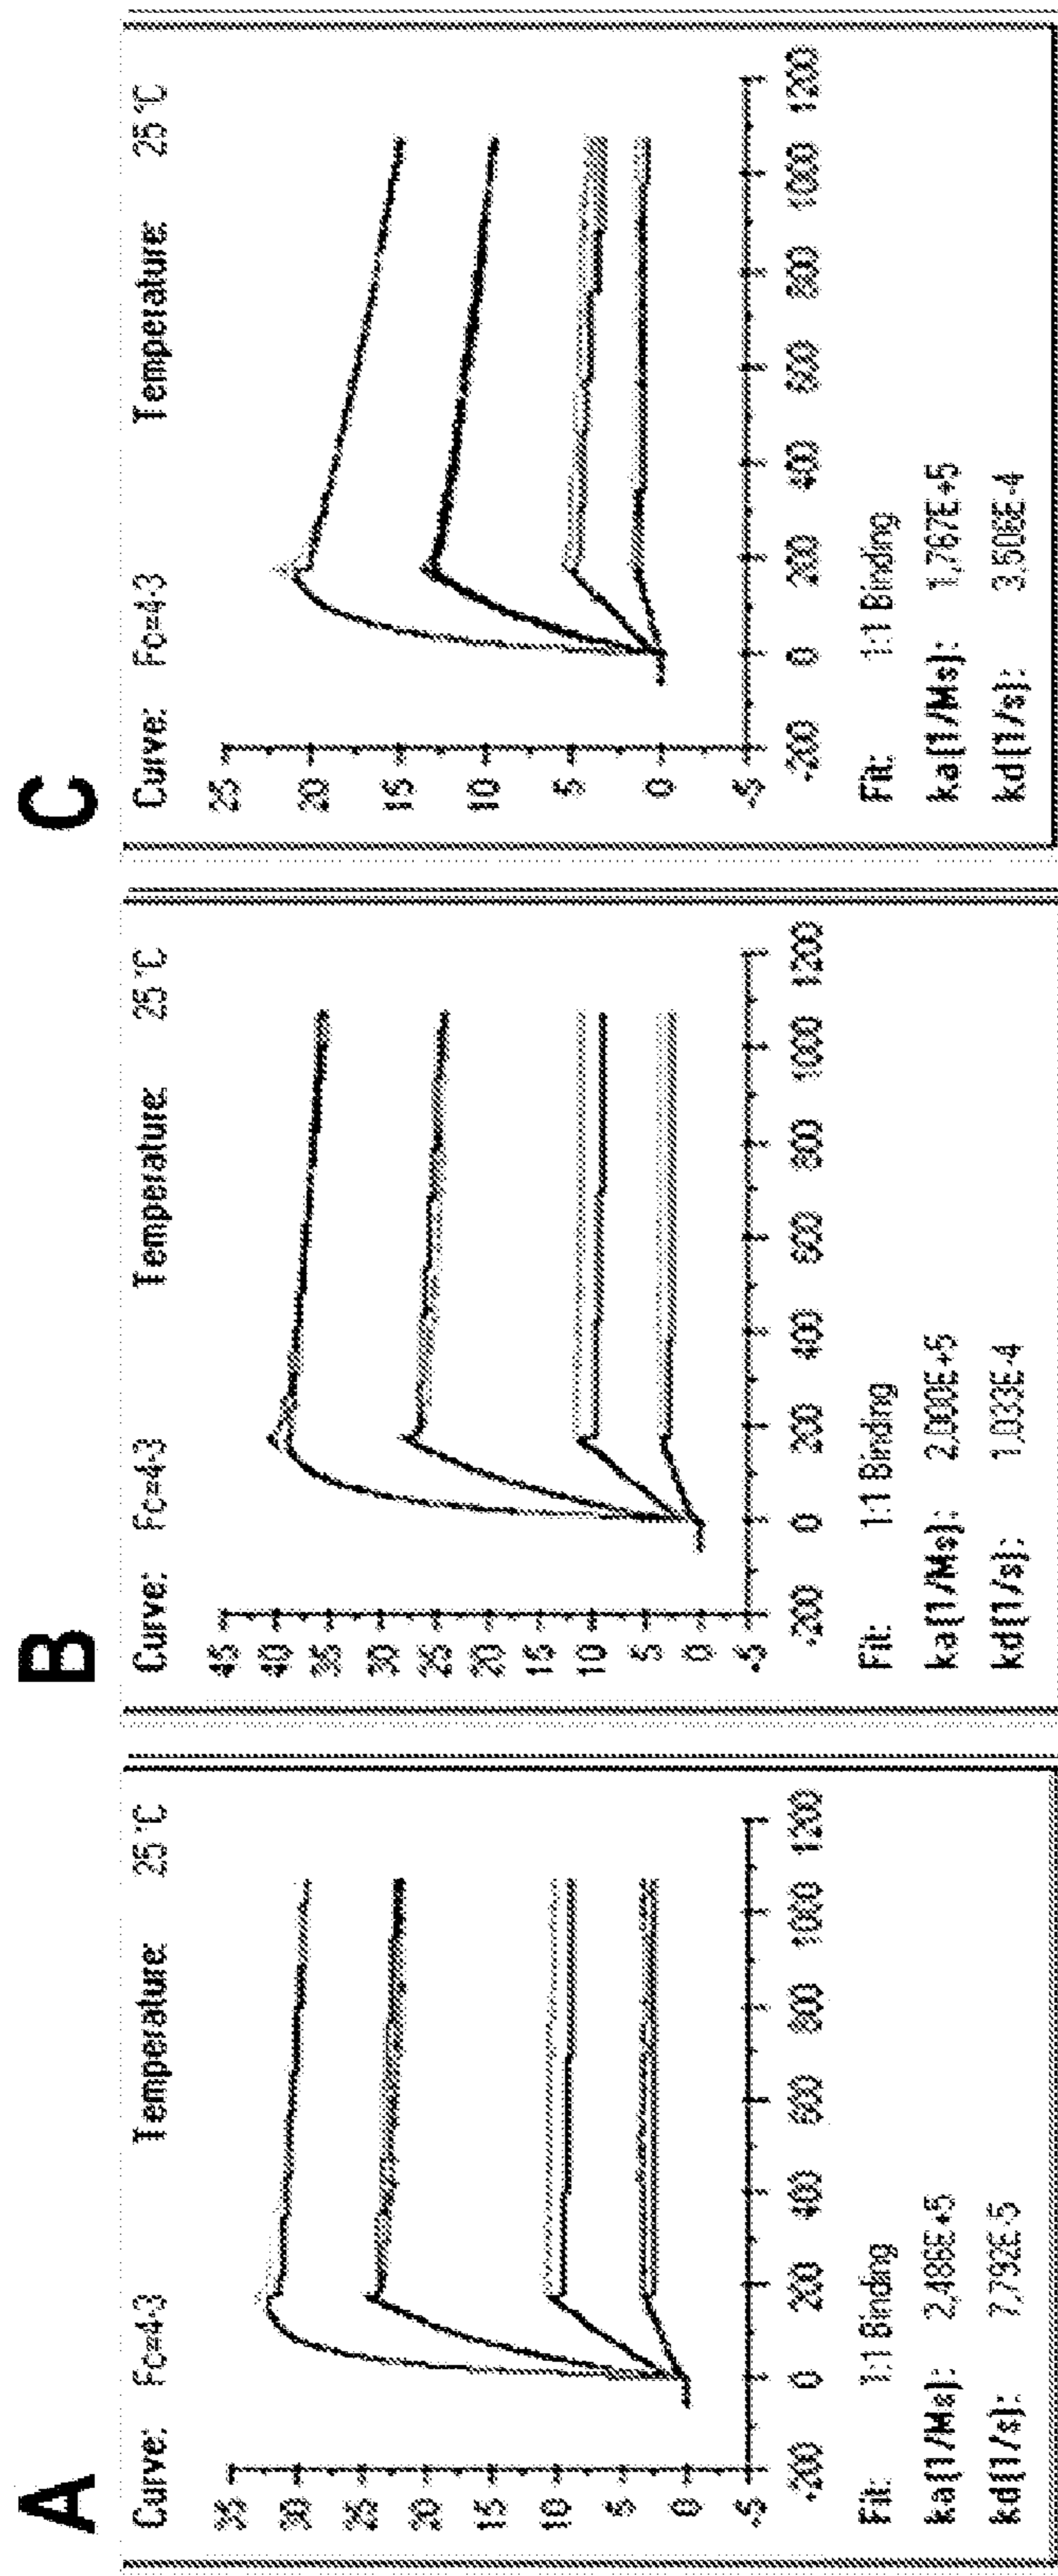 A
Curve: Fc=4-3 Temperature: 25 °C
35
30
25
20
15
10
5
0
-5
-200 0 200 400 600 800 1000 1200
Fit: 1:1 Binding
ka (1/Ms): 2,486E+5
kd (1/s): 7,792E-5
B
Curve: Fc=4-3 Temperature: 25 °C
45
40
35
30
25
20
15
10
5
0
-5
-200 0 200 400 600 800 1000 1200
Fit: 1:1 Binding
ka (1/Ms): 2,000E+5
kd (1/s): 1,033E-4
C
Curve: Fc=4-3 Temperature: 25 °C
25
20
15
10
5
0
-5
-200 0 200 400 600 800 1000 1200
Fit: 1:1 Binding
ka (1/Ms): 1,767E+5
kd (1/s): 3,506E-4